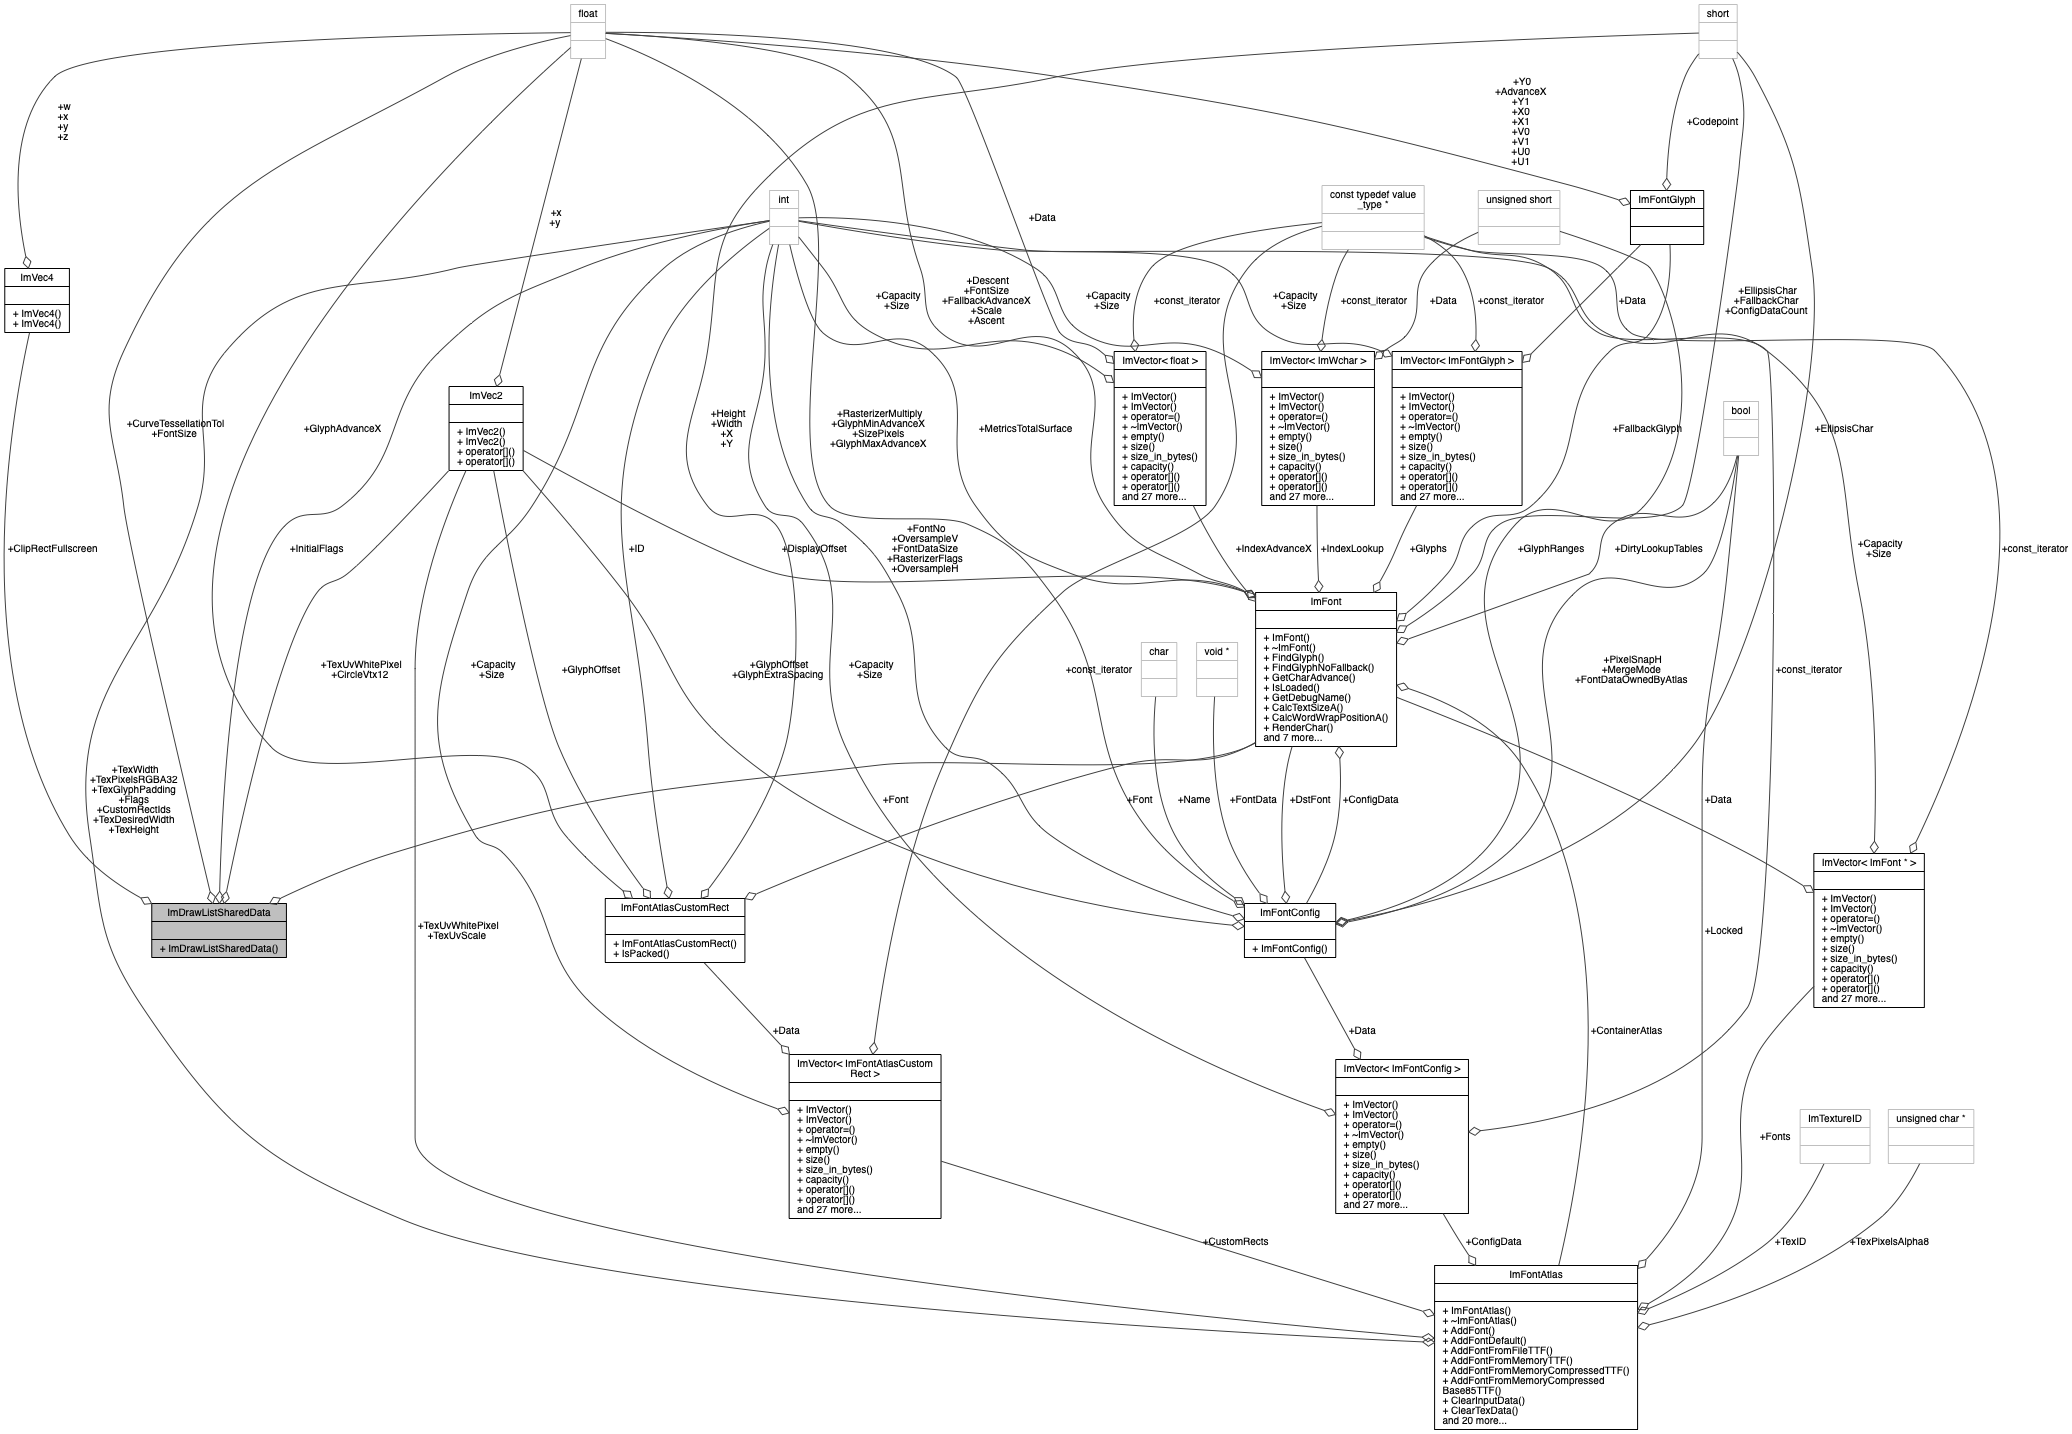 float
short
+Y0
+AdvanceX
+Y1
+X0
+X1
+V0
+V1
+U0
+U1
+w
+x
+y
+z
+Codepoint
int
const typedef value
_type *
unsigned short
ImFontGlyph
+x
+y
+Data
ImVec4
+ ImVec4()
+ ImVec4()
+Capacity
+Size
+Descent
+FontSize
+FallbackAdvanceX
+Scale
+Ascent
+Capacity
+Size
+const_iterator
+Capacity
+Size
+const_iterator
+Data
+const_iterator
+Data
+EllipsisChar
+FallbackChar
+ConfigDataCount
ImVector< float >
+ ImVector()
+ ImVector()
+ operator=()
+ ~ImVector()
+ empty()
+ size()
+ size_in_bytes()
+ capacity()
+ operator[]()
+ operator[]()
and 27 more...
ImVector< ImWchar >
+ ImVector()
+ ImVector()
+ operator=()
+ ~ImVector()
+ empty()
+ size()
+ size_in_bytes()
+ capacity()
+ operator[]()
+ operator[]()
and 27 more...
ImVector< ImFontGlyph >
+ ImVector()
+ ImVector()
+ operator=()
+ ~ImVector()
+ empty()
+ size()
+ size_in_bytes()
+ capacity()
+ operator[]()
+ operator[]()
and 27 more...
ImVec2
+ ImVec2()
+ ImVec2()
+ operator[]()
+ operator[]()
bool
+CurveTessellationTol
+FontSize
+GlyphAdvanceX
+Height
+Width
+X
+Y
+RasterizerMultiply
+GlyphMinAdvanceX
+SizePixels
+GlyphMaxAdvanceX
+MetricsTotalSurface
+FallbackGlyph
+EllipsisChar
+ClipRectFullscreen
+InitialFlags
+ID
+DisplayOffset
+FontNo
+OversampleV
+FontDataSize
+RasterizerFlags
+OversampleH
+IndexAdvanceX
+IndexLookup
+Glyphs
+GlyphRanges
+DirtyLookupTables
+Capacity
+Size
+const_iterator
ImFont
+ ImFont()
+ ~ImFont()
+ FindGlyph()
+ FindGlyphNoFallback()
+ GetCharAdvance()
+ IsLoaded()
+ GetDebugName()
+ CalcTextSizeA()
+ CalcWordWrapPositionA()
+ RenderChar()
and 7 more...
char
void *
+TexUvWhitePixel
+CircleVtx12
+Capacity
+Size
+GlyphOffset
+GlyphOffset
+GlyphExtraSpacing
+Capacity
+Size
+const_iterator
+PixelSnapH
+MergeMode
+FontDataOwnedByAtlas
+const_iterator
+TexWidth
+TexPixelsRGBA32
+TexGlyphPadding
+Flags
+CustomRectIds
+TexDesiredWidth
+TexHeight
+Font
+Font
+Name
+FontData
+DstFont
+ConfigData
+Data
ImVector< ImFont * >
+ ImVector()
+ ImVector()
+ operator=()
+ ~ImVector()
+ empty()
+ size()
+ size_in_bytes()
+ capacity()
+ operator[]()
+ operator[]()
and 27 more...
ImDrawListSharedData
+ ImDrawListSharedData()
ImFontAtlasCustomRect
+ ImFontAtlasCustomRect()
+ IsPacked()
ImFontConfig
+ ImFontConfig()
+TexUvWhitePixel
+TexUvScale
+Locked
+Data
+Data
+ContainerAtlas
ImVector< ImFontAtlasCustom
Rect >
+ ImVector()
+ ImVector()
+ operator=()
+ ~ImVector()
+ empty()
+ size()
+ size_in_bytes()
+ capacity()
+ operator[]()
+ operator[]()
and 27 more...
ImVector< ImFontConfig >
+ ImVector()
+ ImVector()
+ operator=()
+ ~ImVector()
+ empty()
+ size()
+ size_in_bytes()
+ capacity()
+ operator[]()
+ operator[]()
and 27 more...
+Fonts
ImTextureID
unsigned char *
+CustomRects
+ConfigData
+TexID
+TexPixelsAlpha8
ImFontAtlas
+ ImFontAtlas()
+ ~ImFontAtlas()
+ AddFont()
+ AddFontDefault()
+ AddFontFromFileTTF()
+ AddFontFromMemoryTTF()
+ AddFontFromMemoryCompressedTTF()
+ AddFontFromMemoryCompressed
Base85TTF()
+ ClearInputData()
+ ClearTexData()
and 20 more...